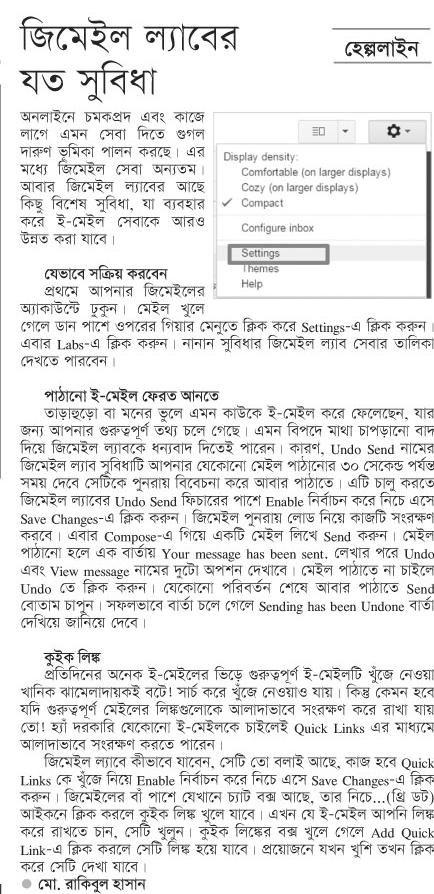 জিমেইল ল্যাবের
যত সুবিধা
হেল্পলাইন
অনলাইনে চমকপ্রদ এবং কাজে
লাগে এমন সেবা দিতে গুগল
দারুণ ভূমিকা পালন করছে। এর
মধ্যে জিমেইল সেবা অন্যতম।
আবার জিমেইল ল্যাবের আছে
কিছু বিশেষ সুবিধা, যা ব্যবহার
করে ই-মেইল সেবাকে আরও
উন্নত করা যাবে।
Display density:
Comfortable (on larger displays)
Cozy (on larger displays)
✓ Compact
Configure inbox
Settings
Themes
Help
যেভাবে সক্রিয় করবেন
প্রথমে আপনার জিমেইলের
অ্যাকাউন্টে ঢুকুন। মেইল খুলে
গেলে ডান পাশে ওপরের গিয়ার মেনুতে ক্লিক করে Settings-এ ক্লিক করুন।
এবার Labs-এ ক্লিক করুন। নানান সুবিধার জিমেইল ল্যাব সেবার তালিকা
দেখতে পারবেন।
পাঠানো ই-মেইল ফেরত আনতে
তাড়াহুড়ো বা মনের ভুলে এমন কাউকে ই-মেইল করে ফেলেছেন, যার
জন্য আপনার গুরুত্বপূর্ণ তথ্য চলে গেছে। এমন বিপদে মাথা চাপড়ানো বাদ
দিয়ে জিমেইল ল্যাবকে ধন্যবাদ দিতেই পারেন। কারণ, Undo Send নামের
জিমেইল ল্যাব সুবিধাটি আপনার যেকোনো মেইল পাঠানোর ৩০ সেকেন্ড পর্যন্ত
সময় দেবে সেটিকে পুনরায় বিবেচনা করে আবার পাঠাতে। এটি চালু করতে
জিমেইল ল্যাবের Undo Send ফিচারের পাশে Enable নির্বাচন করে নিচে এসে
Save Changes-এ ক্লিক করুন। জিমেইল পুনরায় লোড নিয়ে কাজটি সংরক্ষণ
করবে। এবার Compose-এ গিয়ে একটি মেইল লিখে Send করুন। মেইল
পাঠানো হলে এক বার্তায় Your message has been sent. লেখার পরে Undo
এবং View message নামের দুটো অপশন দেখাবে। মেইল পাঠাতে না চাইলে
Undo তে ক্লিক করুন। যেকোনো পরিবর্তন শেষে আবার পাঠাতে Send
বোতাম চাপুন। সফলভাবে বার্তা চলে গেলে Sending has been Undone বার্তা
দেখিয়ে জানিয়ে দেবে।
কুইক লিঙ্ক
প্রতিদিনের অনেক ই-মেইলের ভিড়ে গুরুত্বপূর্ণ ই-মেইলটি খুঁজে নেওয়া
খানিক ঝামেলাদায়কই বটে! সার্চ করে খুঁজে নেওয়াও যায়। কিন্তু কেমন হবে
যদি গুরুত্বপূর্ণ মেইলের লিঙ্কগুলোকে আলাদাভাবে সংরক্ষণ করে রাখা যায়
তো! হ্যাঁ দরকারি যেকোনো ই-মেইলকে চাইলেই Quick Links এর মাধ্যমে
আলাদাভাবে সংরক্ষণ করতে পারেন।
জিমেইল ল্যাবে কীভাবে যাবেন, সেটি তো বলাই আছে, কাজ হবে Quick
Links কে খুঁজে নিয়ে Enable নির্বাচন করে নিচে এসে Save Changes-এ ক্লিক
করুন। জিমেইলের বাঁ পাশে যেখানে চ্যাট বক্স আছে, তার নিচে...(থ্রি ডট)
আইকনে ক্লিক করলে কুইক লিঙ্ক খুলে যাবে। এখন যে ই-মেইল আপনি লিঙ্ক
করে রাখতে চান, সেটি খুলুন। কুইক লিঙ্কের বক্স খুলে গেলে Add Quick
Link-এ ক্লিক করলে সেটি লিঙ্ক হয়ে যাবে। প্রয়োজনে যখন খুশি তখন ক্লিক
করে সেটি দেখা যাবে।
● মো. রাকিবুল হাসান